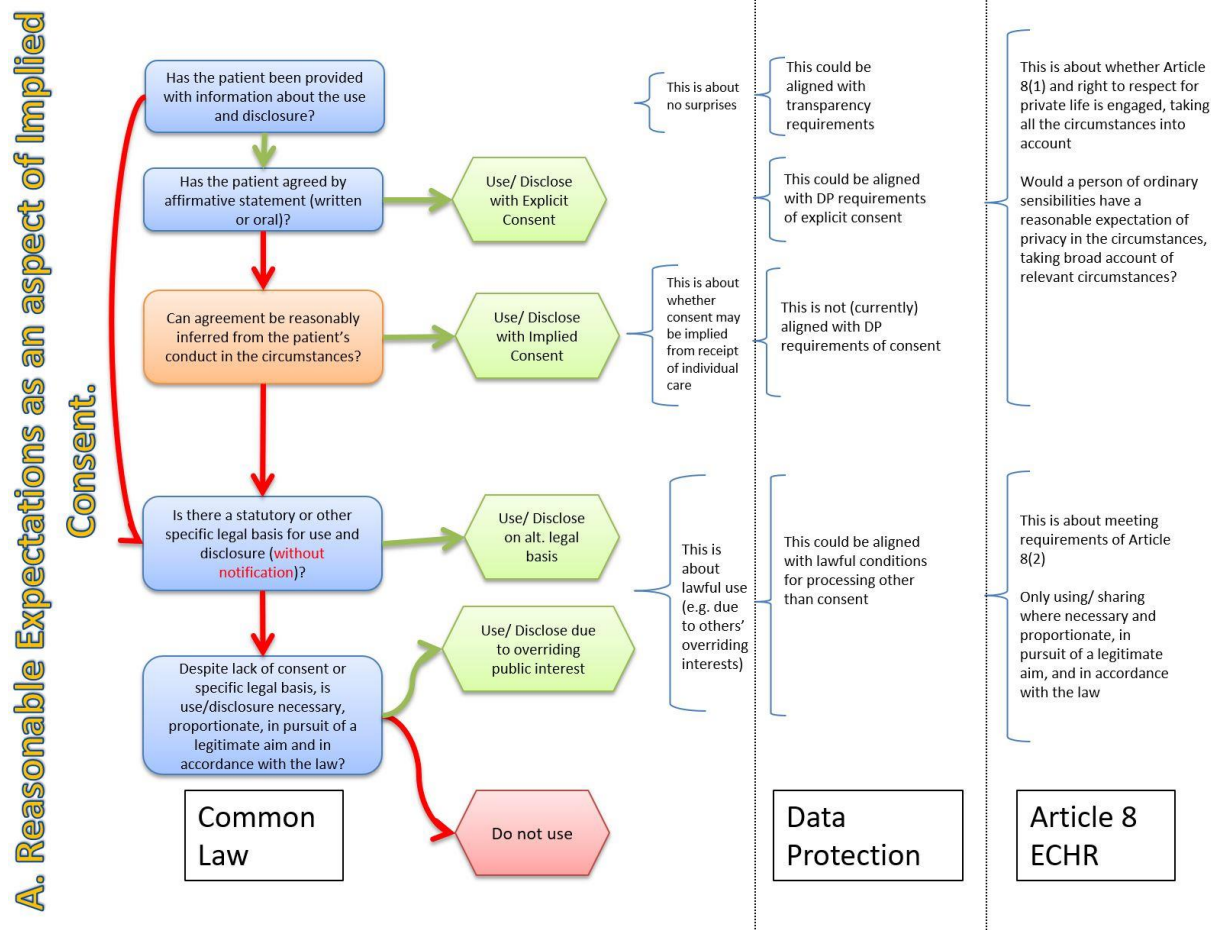 A. Reasonable Expectations as an aspect of Implied
Consent.
Has the patient been provided
with information about the use
and disclosure?
Has the patient agreed by
affirmative statement (written
or oral)?
Use/ Disclose
with Explicit
Consent
Can agreement be reasonably
inferred from the patient's
conduct in the circumstances?
Use/ Disclose
with Implied
Consent
Is there a statutory or other
specific legal basis for use and
disclosure (without
notification)?
Use/ Disclose
on alt. legal
basis
Despite lack of consent or
specific legal basis, is
use/disclosure necessary,
proportionate, in pursuit of a
legitimate aim and in
accordance with the law?
Use/ Disclose due
to overriding
public interest
Do not use
Common
Law
This is about
no surprises
This is about
whether
consent may
be implied
from receipt
of individual
care
This is
about
lawful use
(e.g. due
to others'
overriding
interests)
This could be
aligned with
transparency
requirements
This could be aligned
with DP requirements
of explicit consent
This is not (currently)
aligned with DP
requirements of consent
This could be aligned
with lawful conditions
for processing other
than consent
Data
Protection
This is about whether Article
8(1) and right to respect for
private life is engaged, taking
all the circumstances into
account
Would a person of ordinary
sensibilities have a
reasonable expectation of
privacy in the circumstances,
taking broad account of
relevant circumstances?
This is about meeting
requirements of Article
8(2)
Only using/ sharing
where necessary and
proportionate, in
pursuit of a legitimate
aim, and in accordance
with the law
Article 8
ECHR